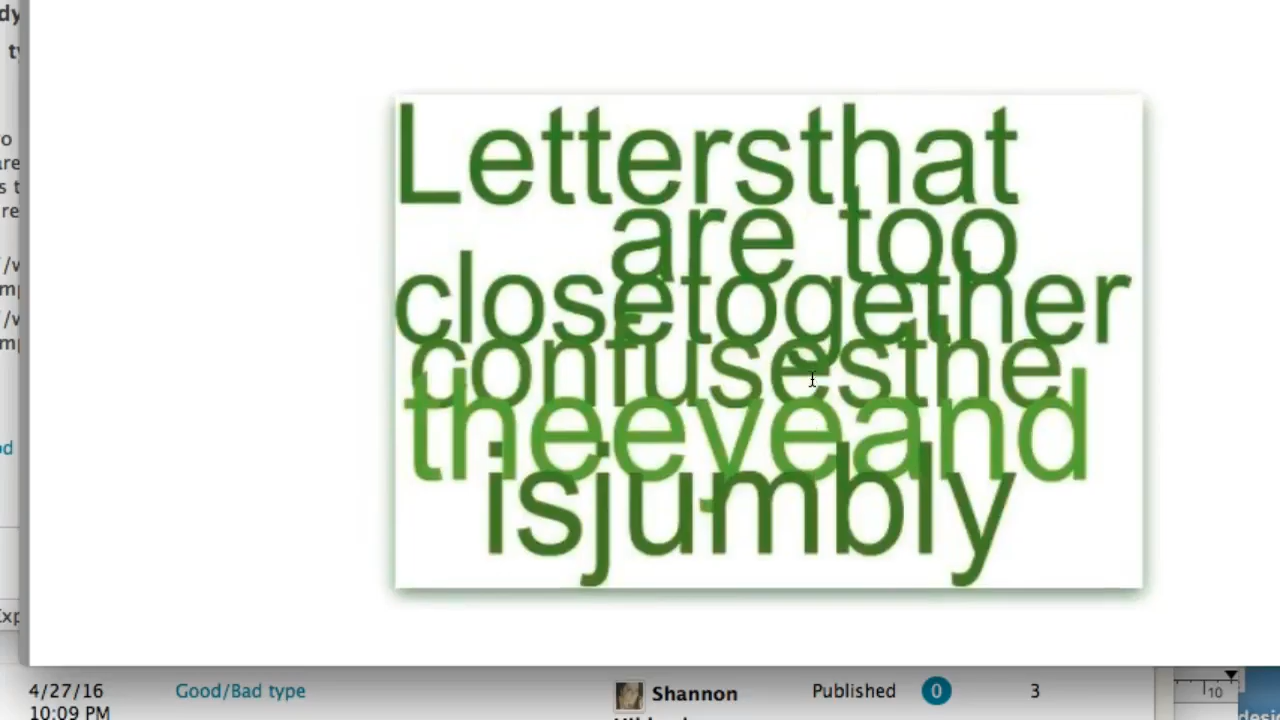 dy
Lettersthat
are too
closetogether
confusesthe
theeyeand
isjumbly
4/27/16
10:09 PM
Good/Bad type
Shannon
Published
0
3
10